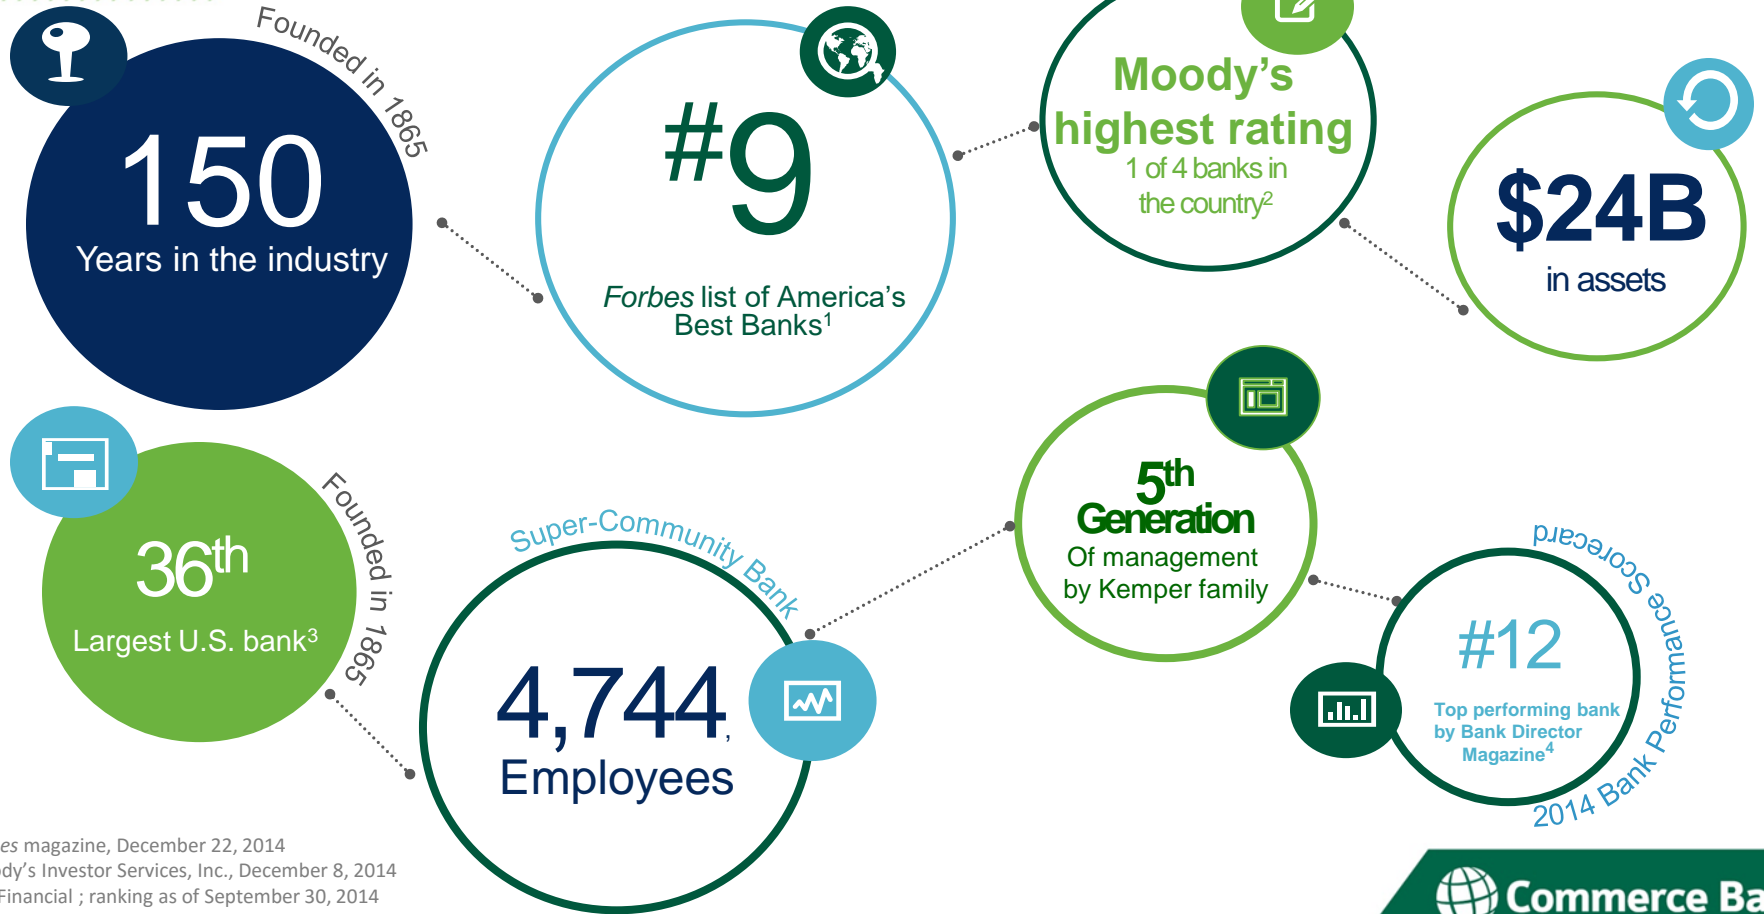 Founded in 1865
150
Years in the industry
#9
Forbes list of America's
Best Banks1
Moody's
highest rating
1 of 4 banks in
the country2
$24B
in assets
Founded in 1865
36th
Largest U.S. bank3
Super-Community Bank
4,744,
Employees
5th
Generation
Of management
by Kemper family
#12
Top performing bank
by Bank Director
Magazine4
2014 Bank Performance Scorecard
magazine, December 22, 2014
Investor Services, Inc., December 8, 2014
Financial ; ranking as of September 30, 2014
Commerce